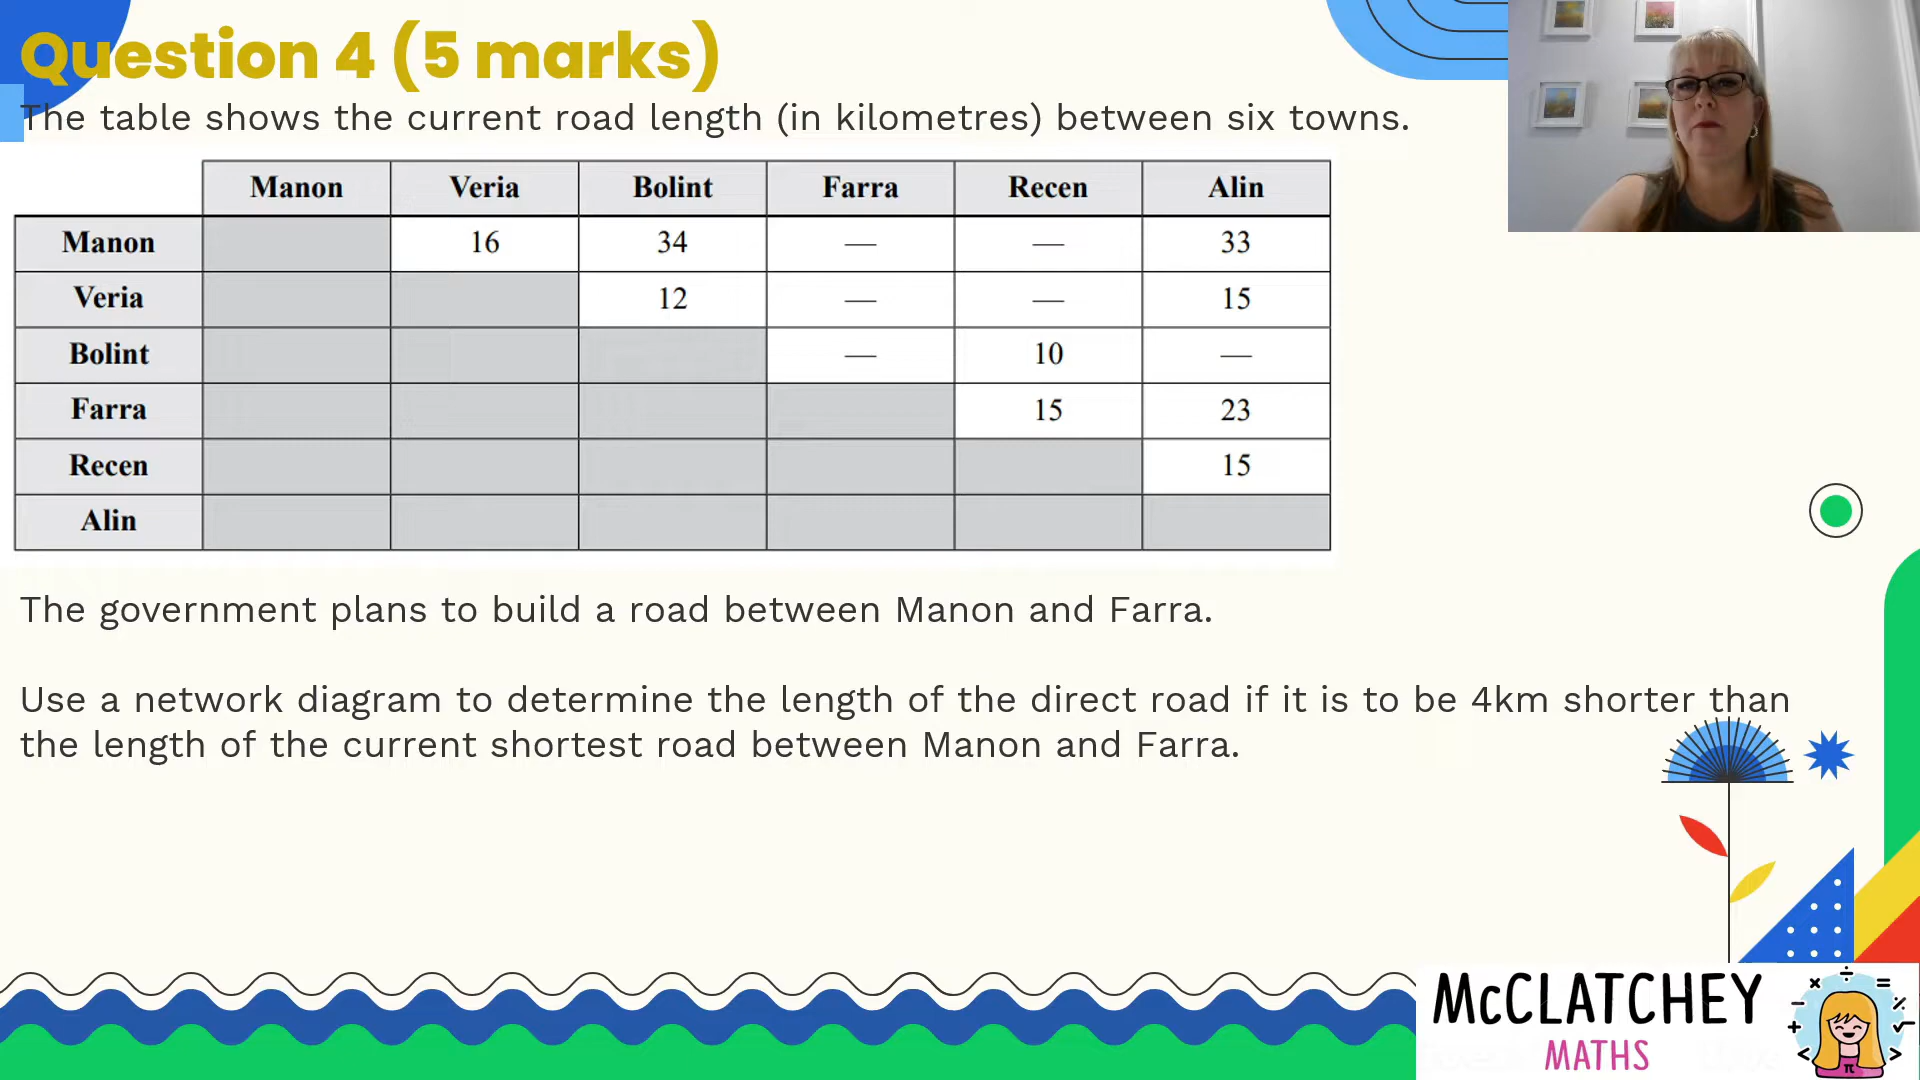 Question 4 (5 marks)
The table shows the current road length (in kilometres) between six towns.
Manon Veria Bolint Farra Recen Alin
Manon 16 34 — — 33
Veria 12 — — 15
Bolint — 10 —
Farra 15 23
Recen 15
Alin
The government plans to build a road between Manon and Farra.
Use a network diagram to determine the length of the direct road if it is to be 4km shorter than
the length of the current shortest road between Manon and Farra.
McCLATCHEY
MATHS
π